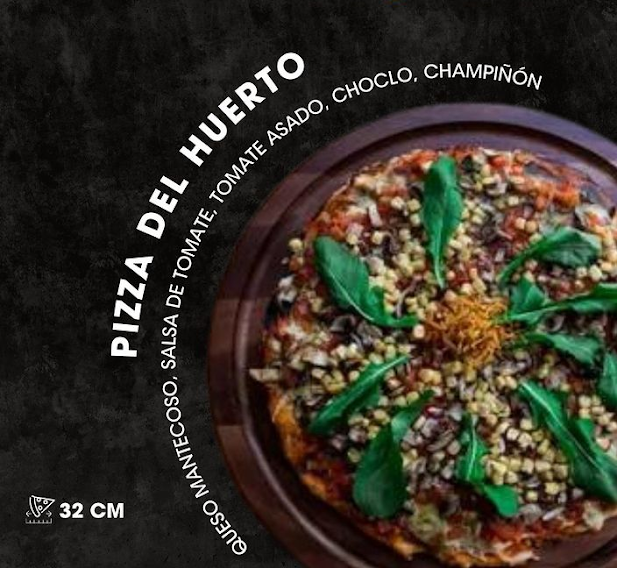 PIZZA DEL HUERTO
QUESO MANTECOSO, SALSA DE TOMATE, TOMATE ASADO, CHOCLO, CHAMPIÑÓN
32 CM